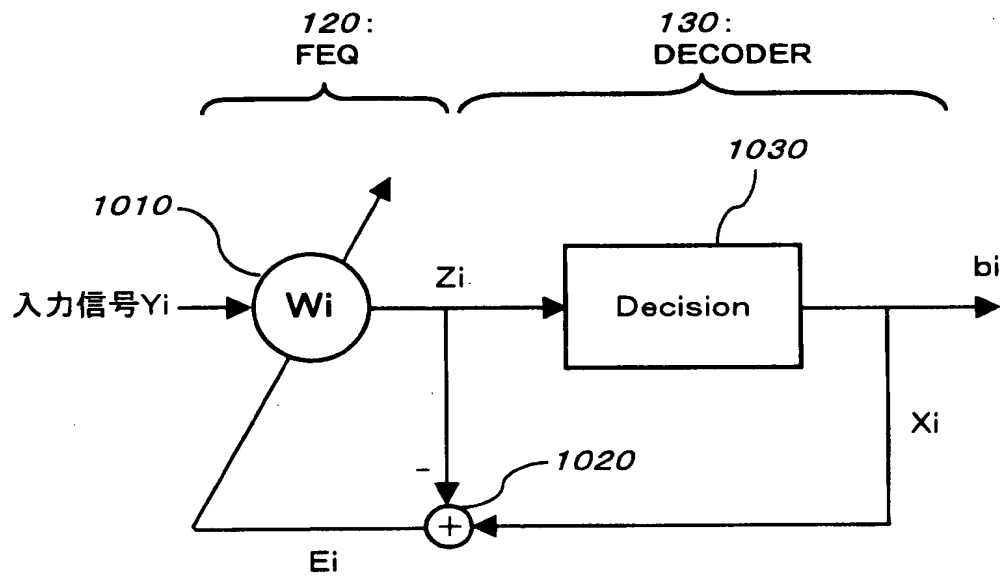 120:
FEQ
130:
DECODER
1010
1030
入力信号Yi
Wi
Zi
Decision
bi
Xi
-
1020
+
Ei